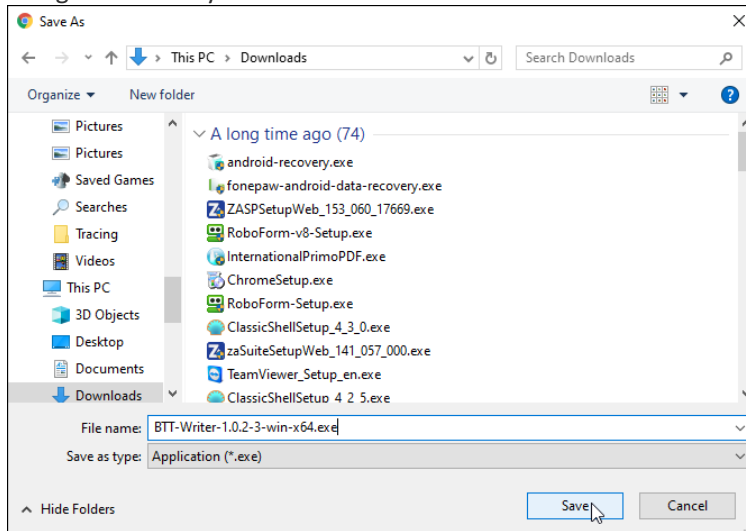 Save As
This PC > Downloads
Search Downloads
Organize
New folder
Pictures
Pictures
Saved Games
Searches
Tracing
Videos
This PC
3D Objects
Desktop
Documents
Downloads
A long time ago (74)
android-recovery.exe
fonepaw-android-data-recovery.exe
ZASPSetupWeb_153_060_17669.exe
RoboForm-v8-Setup.exe
InternationalPrimoPDF.exe
ChromeSetup.exe
RoboForm-Setup.exe
ClassicShellSetup_4_3_0.exe
zaSuiteSetupWeb_141_057_000.exe
TeamViewer_Setup_en.exe
ClassicShellSetup_4_2_5.exe
File name: BTT-Writer-1.0.2-3-win-x64.exe
Save as type: Application (*.exe)
Hide Folders
Save
Cancel